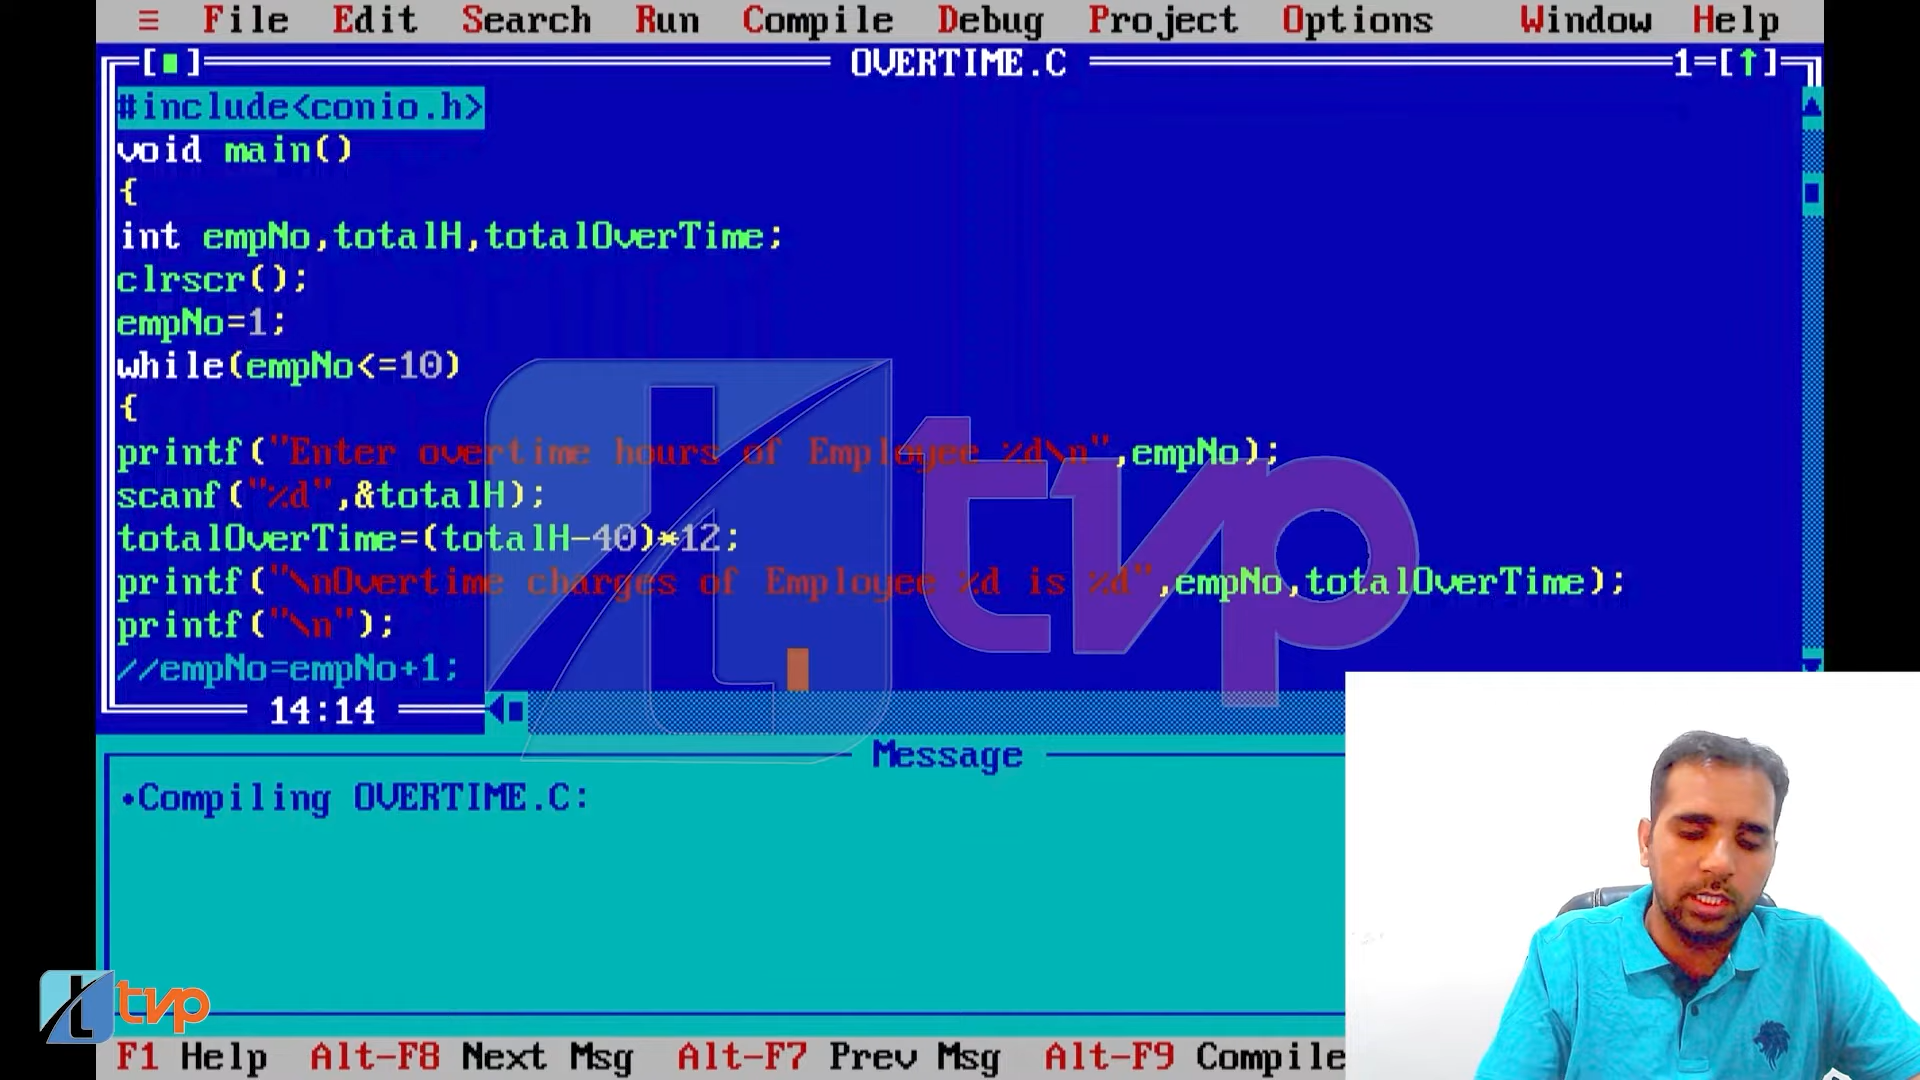 ≡ File Edit Search Run Compile Debug Project Options Window Help
[■] OVERTIME.C 1=[↑]
#include<conio.h>
void main()
{
int empNo,totalH,totalOverTime;
clrscr();
empNo=1;
while(empNo<=10)
{
printf("Enter overtime hours of Employee %d\n",empNo);
scanf("%d",&totalH);
totalOverTime=(totalH-40)*12;
printf("\nOvertime charges of Employee %d is %d",empNo,totalOverTime);
printf("\n");
//empNo=empNo+1;
14:14
tvp
Message
•Compiling OVERTIME.C:
tvp
F1 Help Alt-F8 Next Msg Alt-F7 Prev Msg Alt-F9 Compile